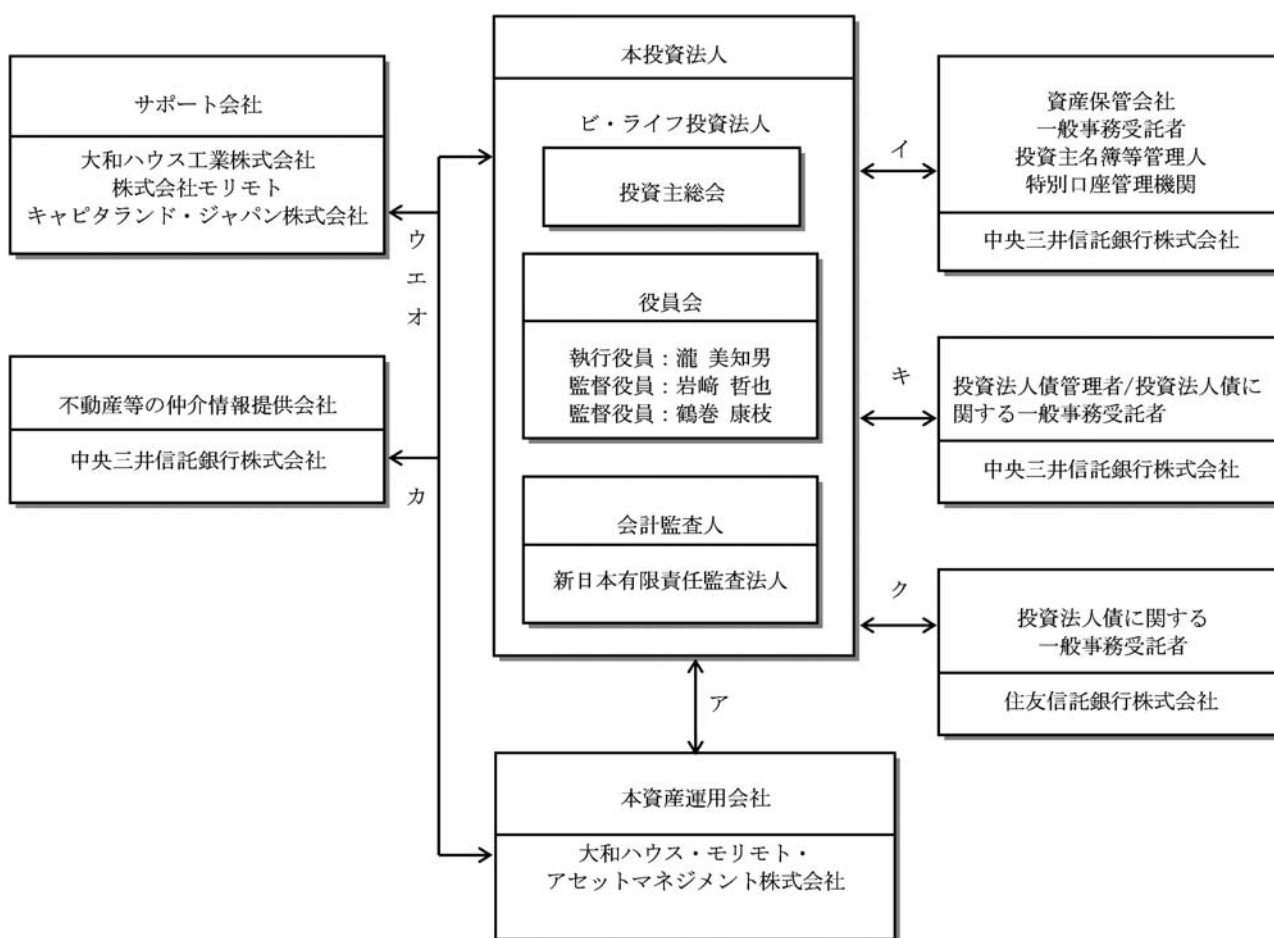 本投資法人
ビ・ライフ投資法人
投資主総会
役員会
執行役員：瀧 美知男
監督役員：岩﨑 哲也
監督役員：鶴巻 康枝
会計監査人
新日本有限責任監査法人
サポート会社
大和ハウス工業株式会社
株式会社モリモト
キャピタランド・ジャパン株式会社
ウ
エ
オ
不動産等の仲介情報提供会社
中央三井信託銀行株式会社
カ
資産保管会社
一般事務受託者
投資主名簿等管理人
特別口座管理機関
中央三井信託銀行株式会社
イ
投資法人債管理者/投資法人債に
関する一般事務受託者
中央三井信託銀行株式会社
キ
投資法人債に関する
一般事務受託者
住友信託銀行株式会社
ク
ア
本資産運用会社
大和ハウス・モリモト・
アセットマネジメント株式会社